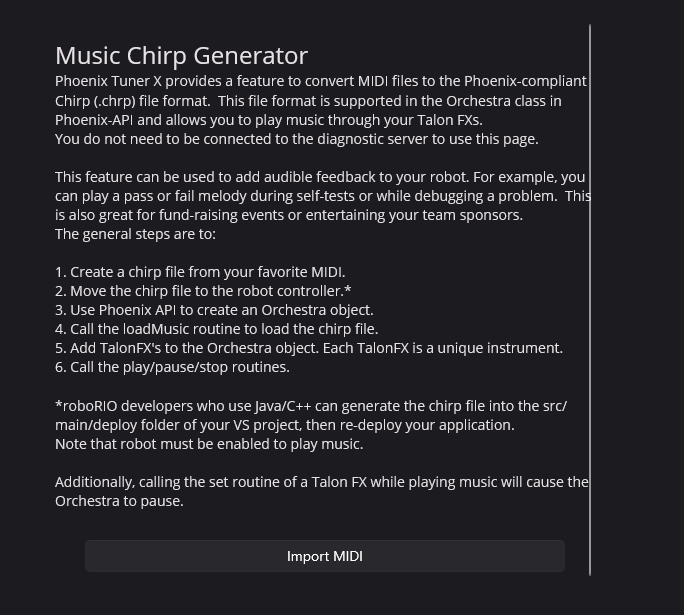 Music Chirp Generator
Phoenix Tuner X provides a feature to convert MIDI files to the Phoenix-compliant
Chirp (.chrp) file format.  This file format is supported in the Orchestra class in
Phoenix-API and allows you to play music through your Talon FXs.
You do not need to be connected to the diagnostic server to use this page.
This feature can be used to add audible feedback to your robot. For example, you
can play a pass or fail melody during self-tests or while debugging a problem.  This
is also great for fund-raising events or entertaining your team sponsors.
The general steps are to:
1. Create a chirp file from your favorite MIDI.
2. Move the chirp file to the robot controller.*
3. Use Phoenix API to create an Orchestra object.
4. Call the loadMusic routine to load the chirp file.
5. Add TalonFX's to the Orchestra object. Each TalonFX is a unique instrument.
6. Call the play/pause/stop routines.
*roboRIO developers who use Java/C++ can generate the chirp file into the src/
main/deploy folder of your VS project, then re-deploy your application.
Note that robot must be enabled to play music.
Additionally, calling the set routine of a Talon FX while playing music will cause the
Orchestra to pause.
Import MIDI